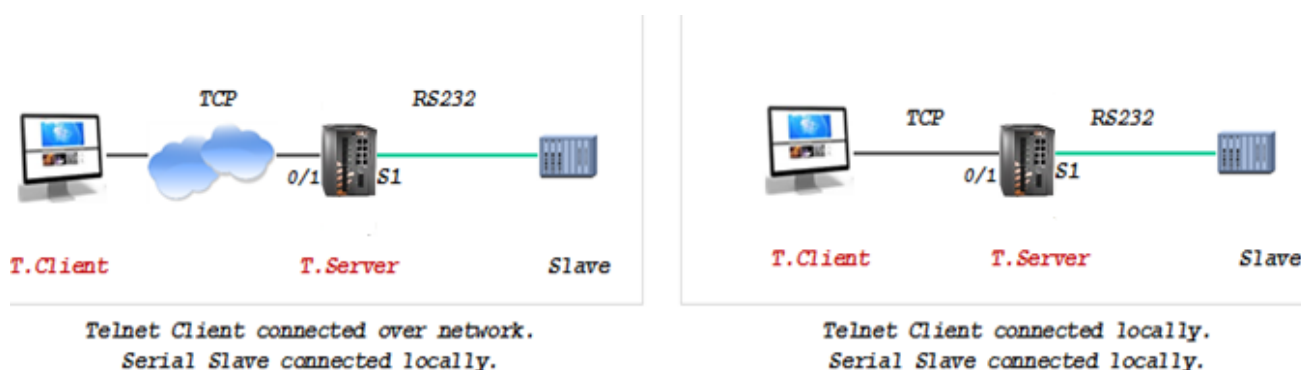 TCP RS232
0/1 S1
T.Client T.Server Slave
Telnet Client connected over network.
Serial Slave connected locally.
TCP RS232
0/1 S1
T.Client T.Server Slave
Telnet Client connected locally.
Serial Slave connected locally.